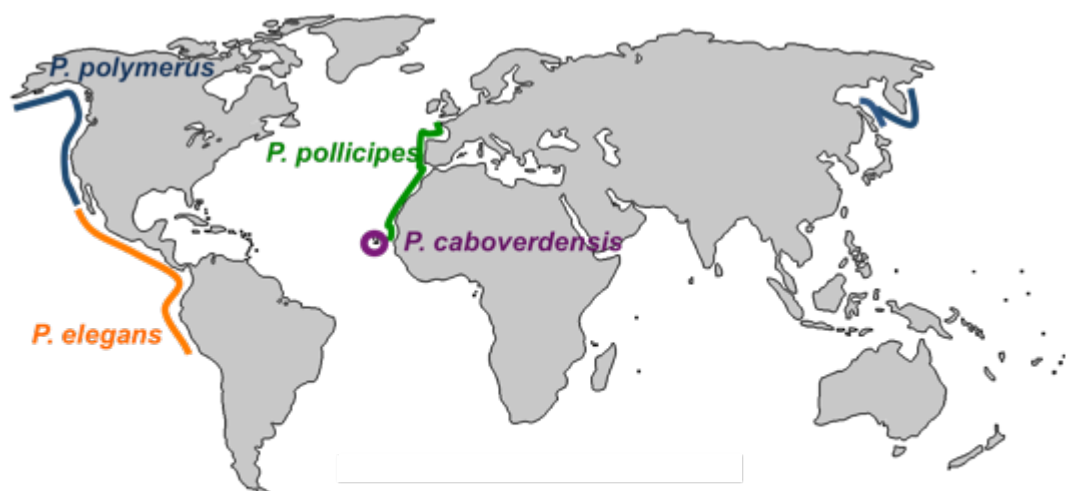 P. polymerus
P. pollicipes
P. caboverdensis
P. elegans